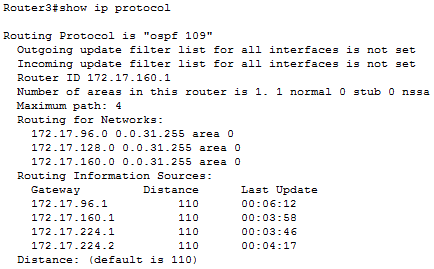 Router3#show ip protocol
Routing Protocol is "ospf 109"
Outgoing update filter list for all interfaces is not set
Incoming update filter list for all interfaces is not set
Router ID 172.17.160.1
Number of areas in this router is 1. 1 normal 0 stub 0 nssa
Maximum path: 4
Routing for Networks:
172.17.96.0 0.0.31.255 area 0
172.17.128.0 0.0.31.255 area 0
172.17.160.0 0.0.31.255 area 0
Routing Information Sources:
Gateway Distance Last Update
172.17.96.1 110 00:06:12
172.17.160.1 110 00:03:58
172.17.224.1 110 00:03:46
172.17.224.2 110 00:04:17
Distance: (default is 110)